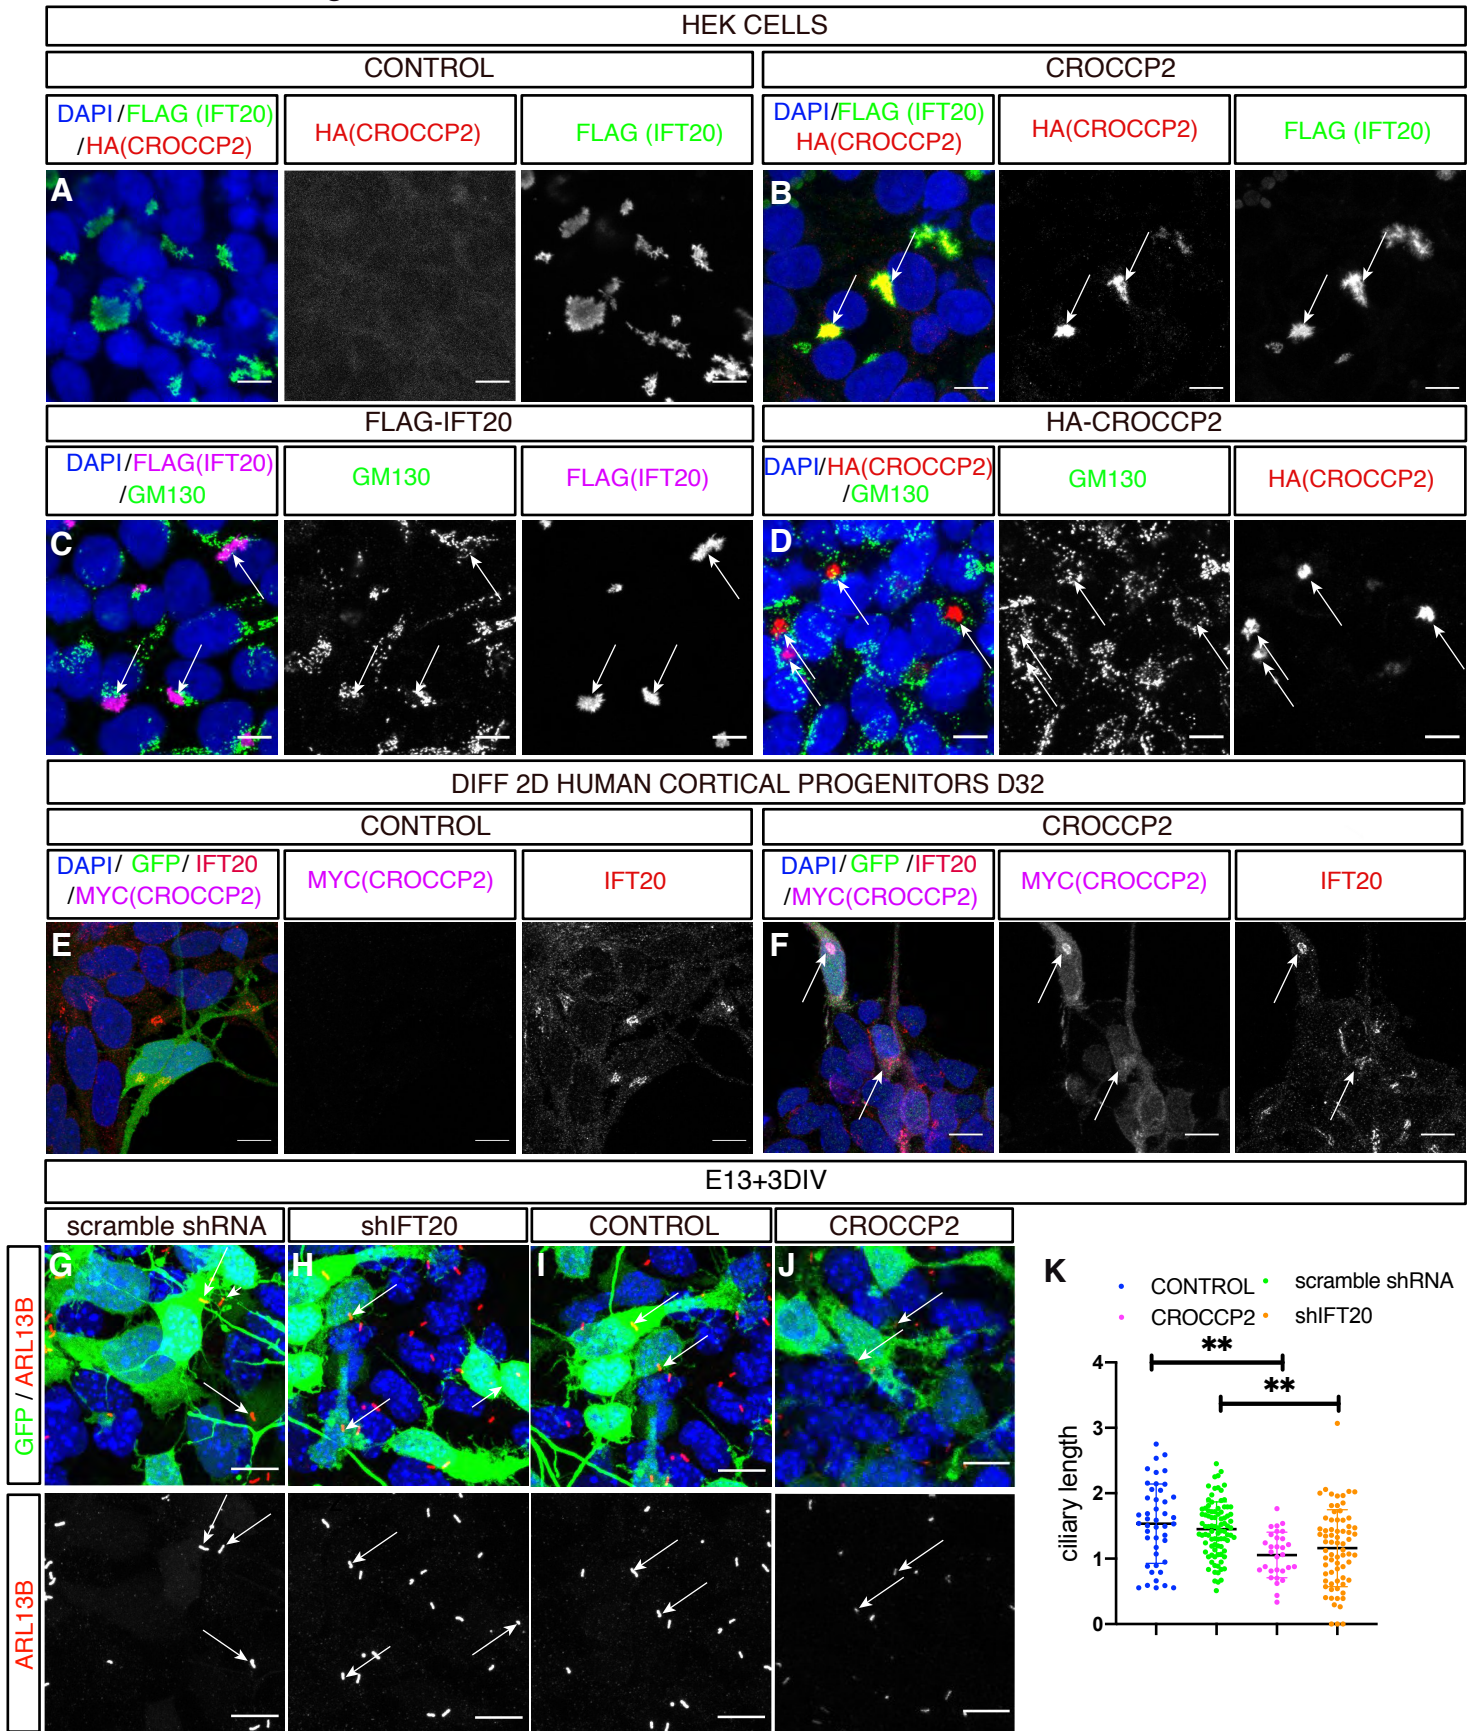 HEK CELLS
CONTROL
CROCCP2
DAPI/FLAG (IFT20)
/HA(CROCCP2)
HA(CROCCP2)
FLAG (IFT20)
DAPI/FLAG (IFT20)
HA(CROCCP2)
HA(CROCCP2)
FLAG (IFT20)
A
B
FLAG-IFT20
HA-CROCCP2
DAPI/FLAG(IFT20)
/GM130
GM130
FLAG(IFT20)
DAPI/HA(CROCCP2)
/GM130
GM130
HA(CROCCP2)
C
D
DIFF 2D HUMAN CORTICAL PROGENITORS D32
CONTROL
CROCCP2
DAPI/ GFP/ IFT20
/MYC(CROCCP2)
MYC(CROCCP2)
IFT20
DAPI/ GFP /IFT20
/MYC(CROCCP2)
MYC(CROCCP2)
IFT20
E
F
E13+3DIV
scramble shRNA
shIFT20
CONTROL
CROCCP2
GFP / ARL13B
G
H
I
J
ARL13B
K
CONTROL
scramble shRNA
CROCCP2
shIFT20
**
**
ciliary length
4
3
2
1
0